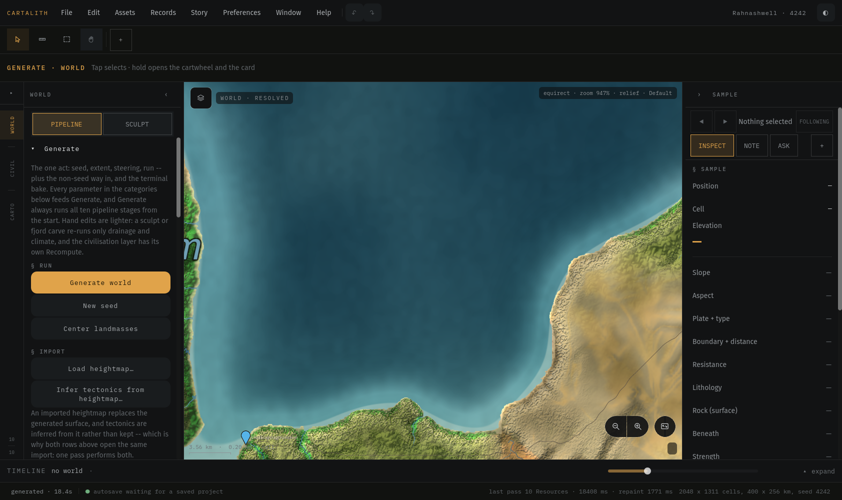 CARTALITH File Edit Assets Records Story Preferences Window Help Rahnashwell · 4242
+
GENERATE · WORLD Tap selects · hold opens the cartwheel and the card
WORLD
CIVIL
CARTO
WORLD
PIPELINE SCULPT
Generate
The one act: seed, extent, steering, run --
plus the non-seed way in, and the terminal
bake. Every parameter in the categories
below feeds Generate, and Generate
always runs all ten pipeline stages from
the start. Hand edits are lighter: a sculpt or
fjord carve re-runs only drainage and
climate, and the civilisation layer has its
own Recompute.
§ RUN
Generate world
New seed
Center landmasses
§ IMPORT
Load heightmap…
Infer tectonics from
heightmap…
An imported heightmap replaces the
generated surface, and tectonics are
inferred from it rather than kept -- which is
why both rows above open the same
import: one pass performs both.
WORLD · RESOLVED
equirect · zoom 947% · relief · Default
n
SAMPLE
Nothing selected FOLLOWING
INSPECT NOTE ASK +
§ SAMPLE
Position —
Cell —
Elevation
—
Slope —
Aspect —
Plate + type —
Boundary + distance —
Resistance —
Lithology —
Rock (surface) —
Beneath —
Strength —
TIMELINE no world · expand
generated · 18.4s autosave waiting for a saved project last pass 10 Resources · 18400 ms · repaint 1771 ms 2048 x 1311 cells, 400 x 256 km, seed 4242